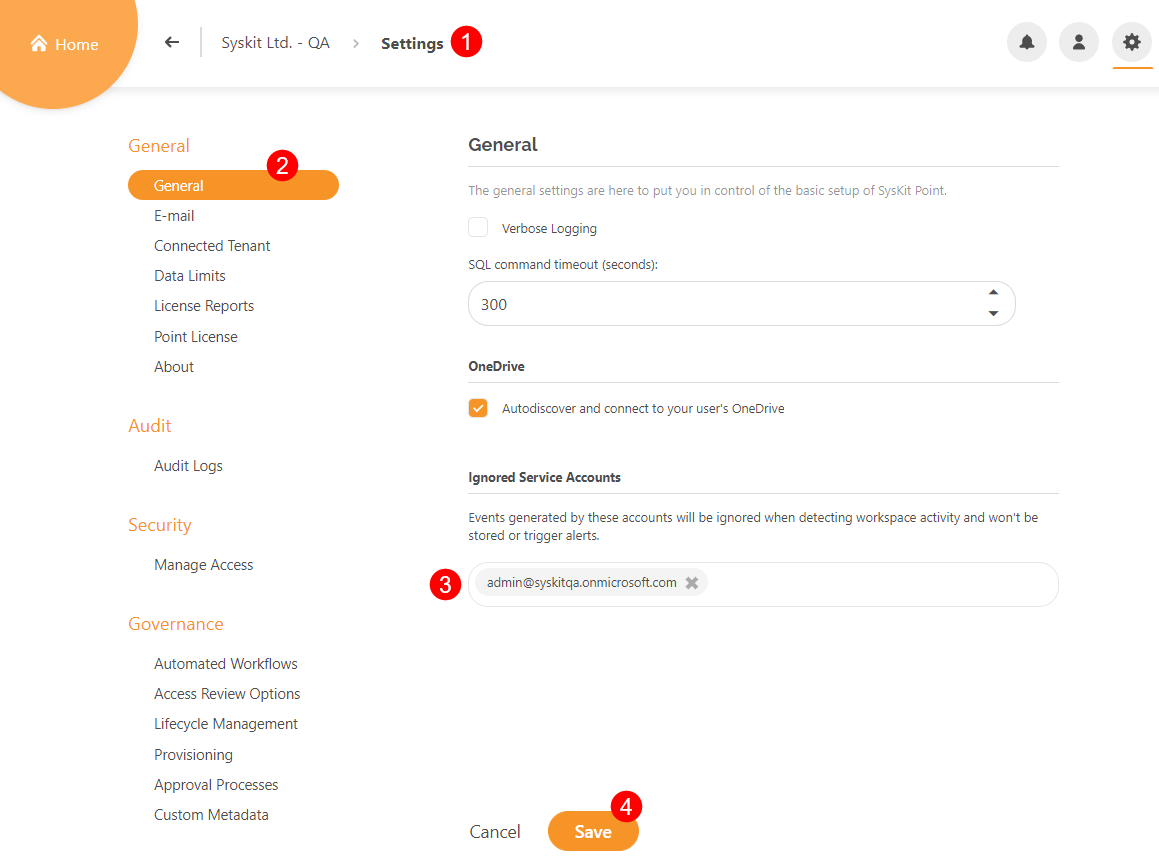 Home
Syskit Ltd. - QA
Settings
1
General
2
General
E-mail
Connected Tenant
Data Limits
License Reports
Point License
About
Audit
Audit Logs
Security
Manage Access
Governance
Automated Workflows
Access Review Options
Lifecycle Management
Provisioning
Approval Processes
Custom Metadata
General
The general settings are here to put you in control of the basic setup of SysKit Point.
Verbose Logging
SQL command timeout (seconds):
300
OneDrive
Autodiscover and connect to your user's OneDrive
Ignored Service Accounts
Events generated by these accounts will be ignored when detecting workspace activity and won't be
stored or trigger alerts.
3
admin@syskitqa.onmicrosoft.com
4
Cancel
Save